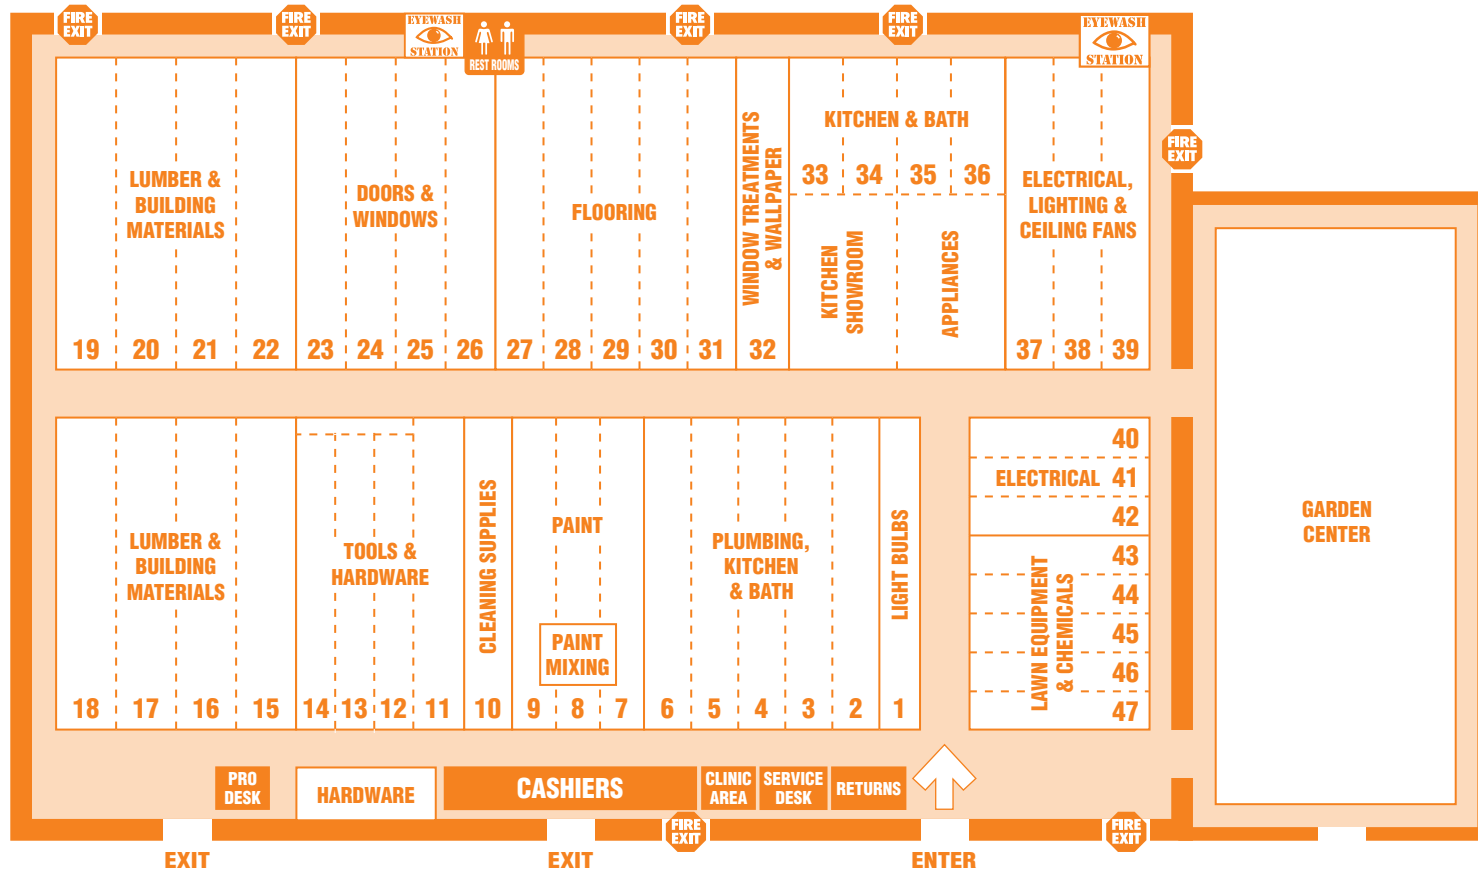 FIRE
EXIT
FIRE
EXIT
EYEWASH
STATION
REST ROOMS
FIRE
EXIT
FIRE
EXIT
EYEWASH
STATION
FIRE
EXIT
LUMBER &
BUILDING
MATERIALS
DOORS &
WINDOWS
FLOORING
WINDOW TREATMENTS
& WALLPAPER
KITCHEN & BATH
33 34 35 36
KITCHEN
SHOWROOM
APPLIANCES
ELECTRICAL,
LIGHTING &
CEILING FANS
19 20 21 22 23 24 25 26 27 28 29 30 31 32 37 38 39
LUMBER &
BUILDING
MATERIALS
TOOLS &
HARDWARE
CLEANING SUPPLIES
PAINT
PAINT
MIXING
PLUMBING,
KITCHEN
& BATH
LIGHT BULBS
40
ELECTRICAL 41
42
43
44
45
46
47
LAWN EQUIPMENT
& CHEMICALS
GARDEN
CENTER
18 17 16 15 14 13 12 11 10 9 8 7 6 5 4 3 2 1
PRO
DESK
HARDWARE
CASHIERS
CLINIC
AREA
SERVICE
DESK
RETURNS
FIRE
EXIT
FIRE
EXIT
EXIT
EXIT
ENTER